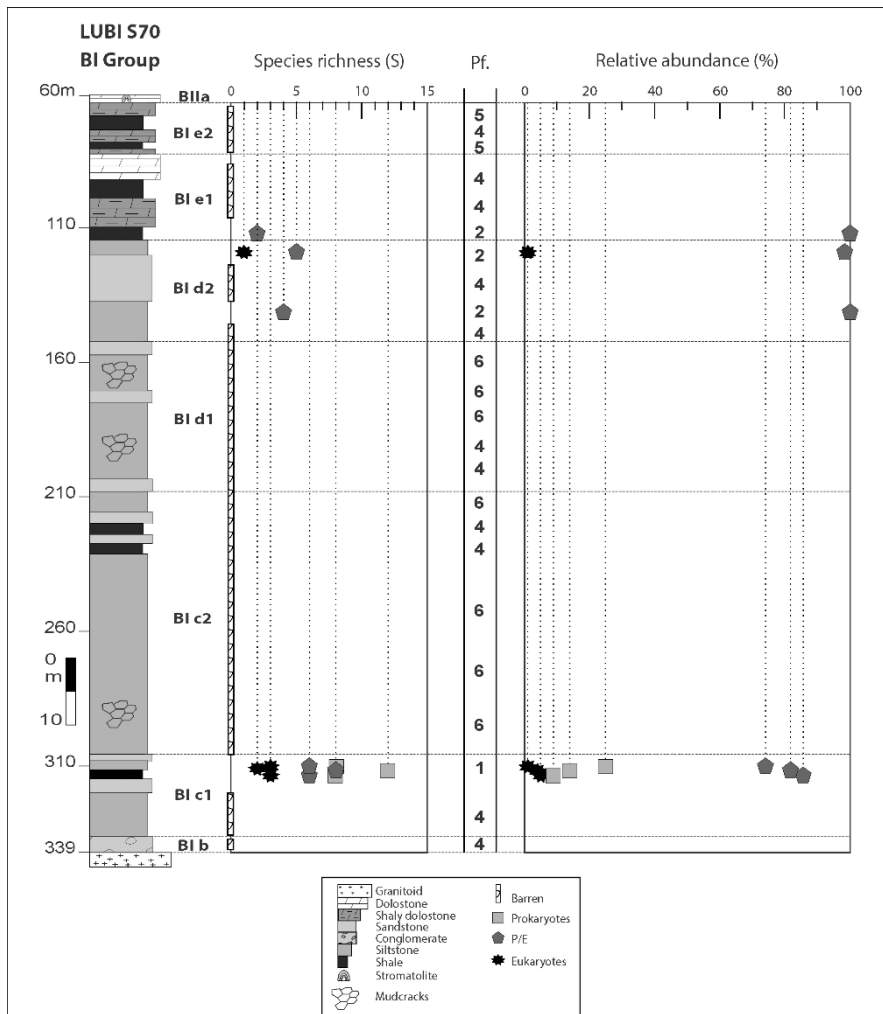 LUBI S70
BI Group
Species richness (S)
Pf.
Relative abundance (%)
0 5 10 15
0 20 40 60 80 100
60m
BIIa
5
BI e2
4
5
4
BI e1
4
110
2
2
BI d2
4
2
4
160
6
6
BI d1
6
4
4
210
6
4
4
BI c2
6
260
0
m
6
10
6
310
1
BI c1
4
339
BI b
4
Granitoid
Dolostone
Shaly dolostone
Sandstone
Conglomerate
Siltstone
Shale
Stromatolite
Mudcracks
Barren
Prokaryotes
P/E
Eukaryotes